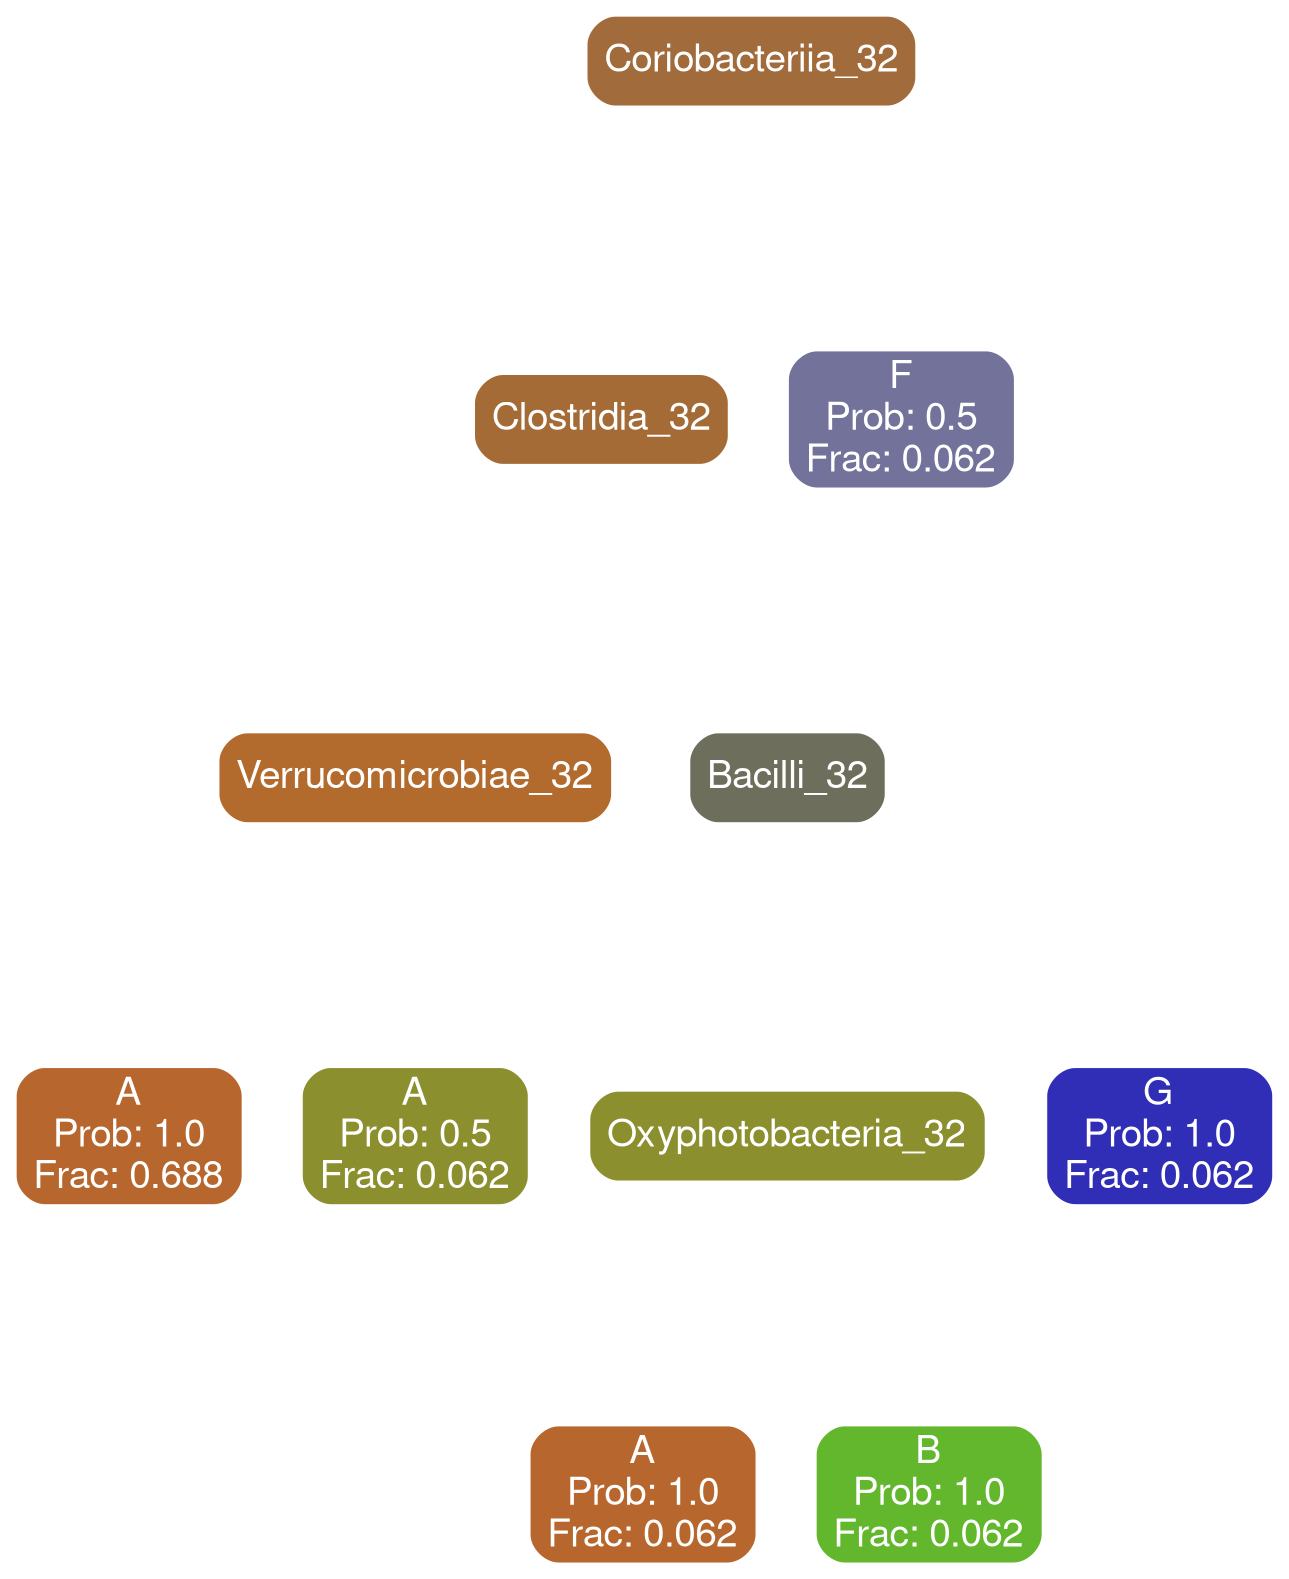 Coriobacteriia_32
Clostridia_32
F
Prob: 0.5
Frac: 0.062
Verrucomicrobiae_32
Bacilli_32
A
Prob: 1.0
Frac: 0.688
A
Prob: 0.5
Frac: 0.062
Oxyphotobacteria_32
G
Prob: 1.0
Frac: 0.062
A
Prob: 1.0
Frac: 0.062
B
Prob: 1.0
Frac: 0.062